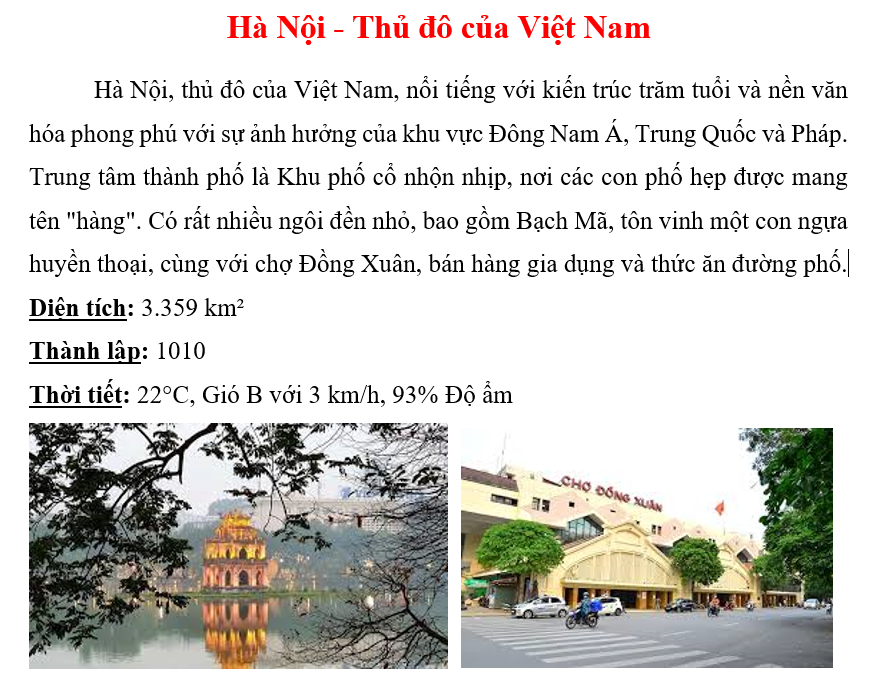 Hà Nội - Thủ đô của Việt Nam
Hà Nội, thủ đô của Việt Nam, nổi tiếng với kiến trúc trăm tuổi và nền văn
hóa phong phú với sự ảnh hưởng của khu vực Đông Nam Á, Trung Quốc và Pháp.
Trung tâm thành phố là Khu phố cổ nhộn nhịp, nơi các con phố hẹp được mang
tên "hàng". Có rất nhiều ngôi đền nhỏ, bao gồm Bạch Mã, tôn vinh một con ngựa
huyền thoại, cùng với chợ Đồng Xuân, bán hàng gia dụng và thức ăn đường phố.
Diện tích: 3.359 km²
Thành lập: 1010
Thời tiết: 22°C, Gió B với 3 km/h, 93% Độ ẩm
CHỢ ĐỒNG XUÂN